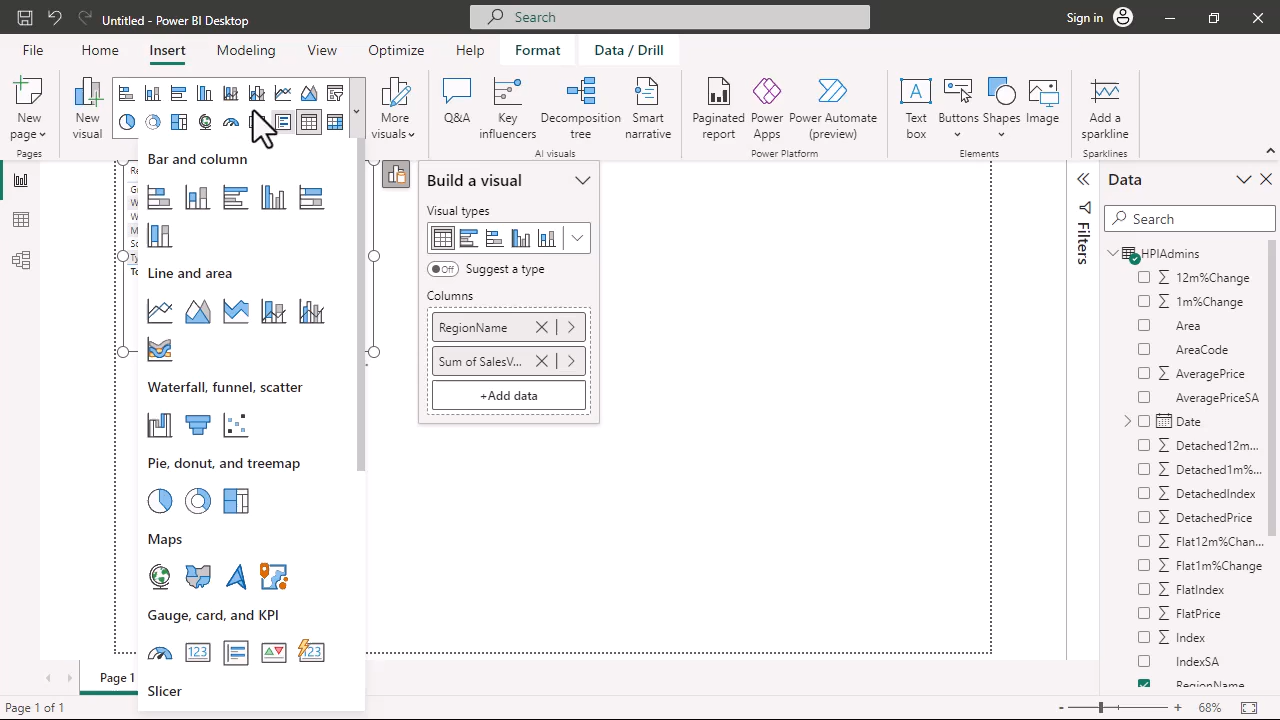 Untitled - Power BI Desktop
Search
Sign in
File
Home
Insert
Modeling
View
Optimize
Help
Format
Data / Drill
New
page
New
visual
More
visuals
Q&A
Key
influencers
Decomposition
tree
Smart
narrative
Paginated
report
Power
Apps
Power Automate
(preview)
Text
box
Buttons
Shapes
Image
Add a
sparkline
Pages
AI visuals
Power Platform
Elements
Sparklines
Bar and column
Line and area
Waterfall, funnel, scatter
Pie, donut, and treemap
Maps
Gauge, card, and KPI
123
123
Slicer
Build a visual
Visual types
Off
Suggest a type
Columns
RegionName
Sum of SalesV...
+Add data
Filters
Data
Search
HPIAdmins
12m%Change
1m%Change
Area
AreaCode
AveragePrice
AveragePriceSA
Date
Detached12m...
Detached1m%...
DetachedIndex
DetachedPrice
Flat12m%Chan...
Flat1m%Change
FlatIndex
FlatPrice
Index
IndexSA
RegionName
Page 1
Page 1 of 1
68%